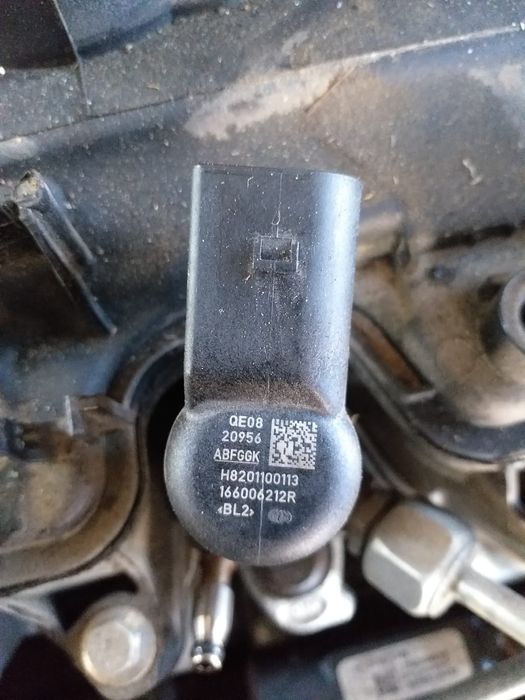 QE08
20956
ABFGGK
H8201100113
166006212R
‹BL2›